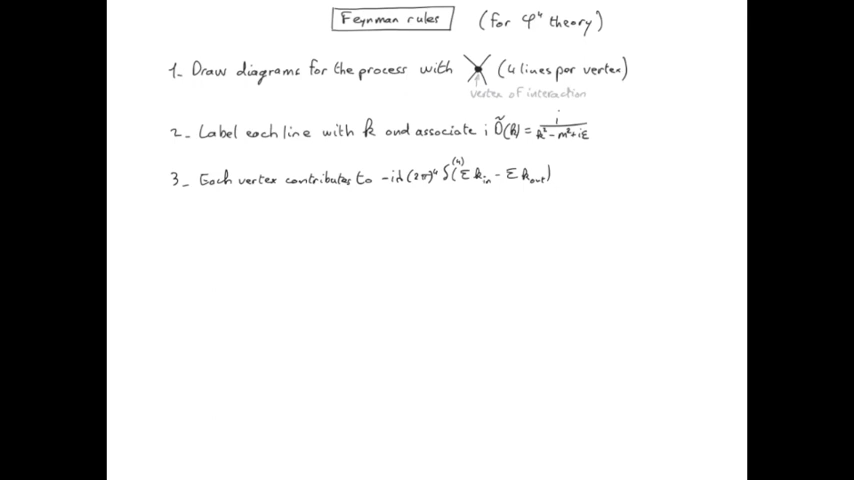 Feynman rules (for φ⁴ theory)
1_ Draw diagrams for the process with (4 lines per vertex)
vertex of interaction
2_ Label each line with k and associate i D̃(k) = i/(k² - m² + iε)
3_ Each vertex contributes to -iλ(2π)⁴ δ⁽⁴⁾(Σ k_in - Σ k_out)